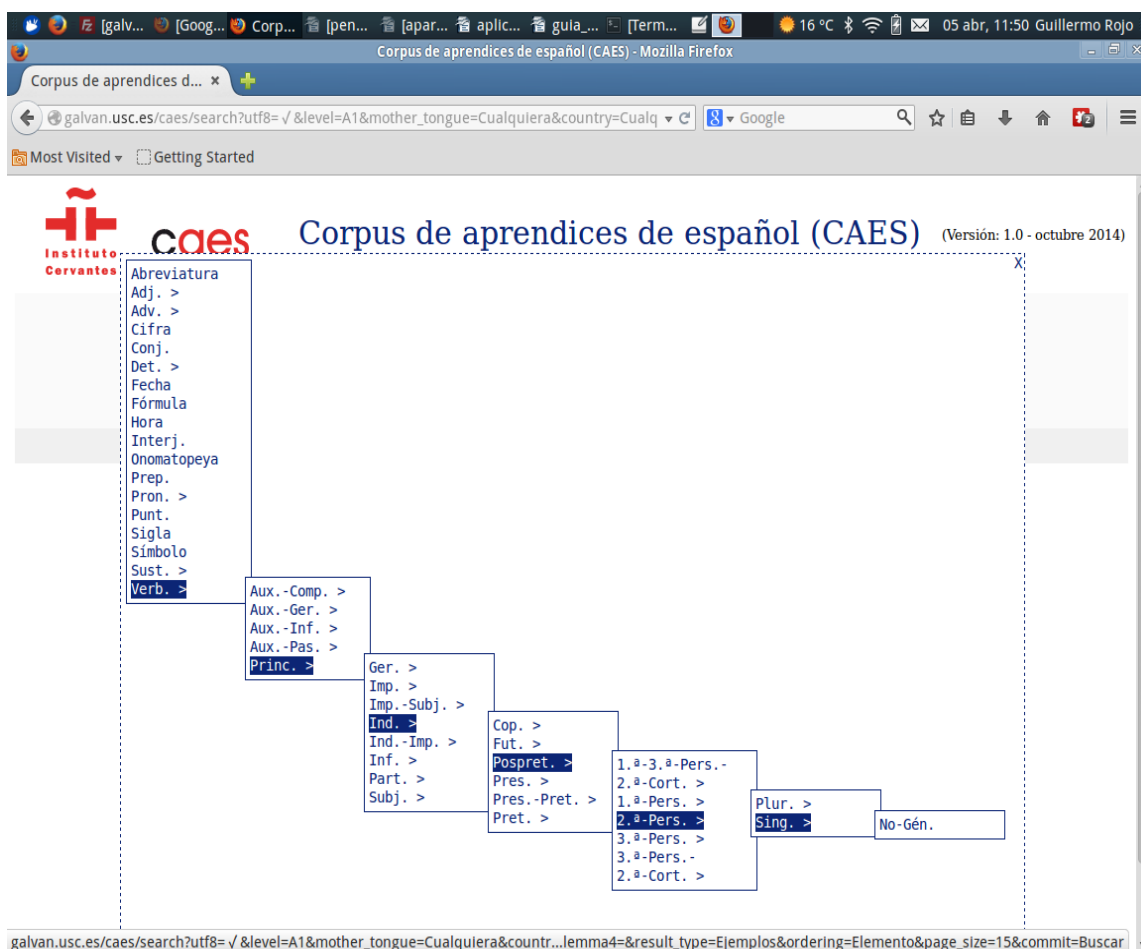 [galv... [Goog... Corp... [pen... [apar... aplic... guia_... [Term... 16 °C 05 abr, 11:50 Guillermo Rojo
Corpus de aprendices de español (CAES) - Mozilla Firefox
Corpus de aprendices d... ×
galvan.usc.es/caes/search?utf8=√&level=A1&mother_tongue=Cualquiera&country=Cualq Google
Most Visited Getting Started
Instituto
Cervantes
caes
Corpus de aprendices de español (CAES) (Versión: 1.0 - octubre 2014)
X
Abreviatura
Adj. >
Adv. >
Cifra
Conj.
Det. >
Fecha
Fórmula
Hora
Interj.
Onomatopeya
Prep.
Pron. >
Punt.
Sigla
Símbolo
Sust. >
Verb. >
Aux.-Comp. >
Aux.-Ger. >
Aux.-Inf. >
Aux.-Pas. >
Princ. >
Ger. >
Imp. >
Imp.-Subj. >
Ind. >
Ind.-Imp. >
Inf. >
Part. >
Subj. >
Cop. >
Fut. >
Pospret. >
Pres. >
Pres.-Pret. >
Pret. >
1.ª-3.ª-Pers.-
2.ª-Cort. >
1.ª-Pers. >
2.ª-Pers. >
3.ª-Pers. >
3.ª-Pers.-
2.ª-Cort. >
Plur. >
Sing. >
No-Gén.
galvan.usc.es/caes/search?utf8=√&level=A1&mother_tongue=Cualquiera&countr...lemma4=&result_type=Ejemplos&ordering=Elemento&page_size=15&commit=Buscar